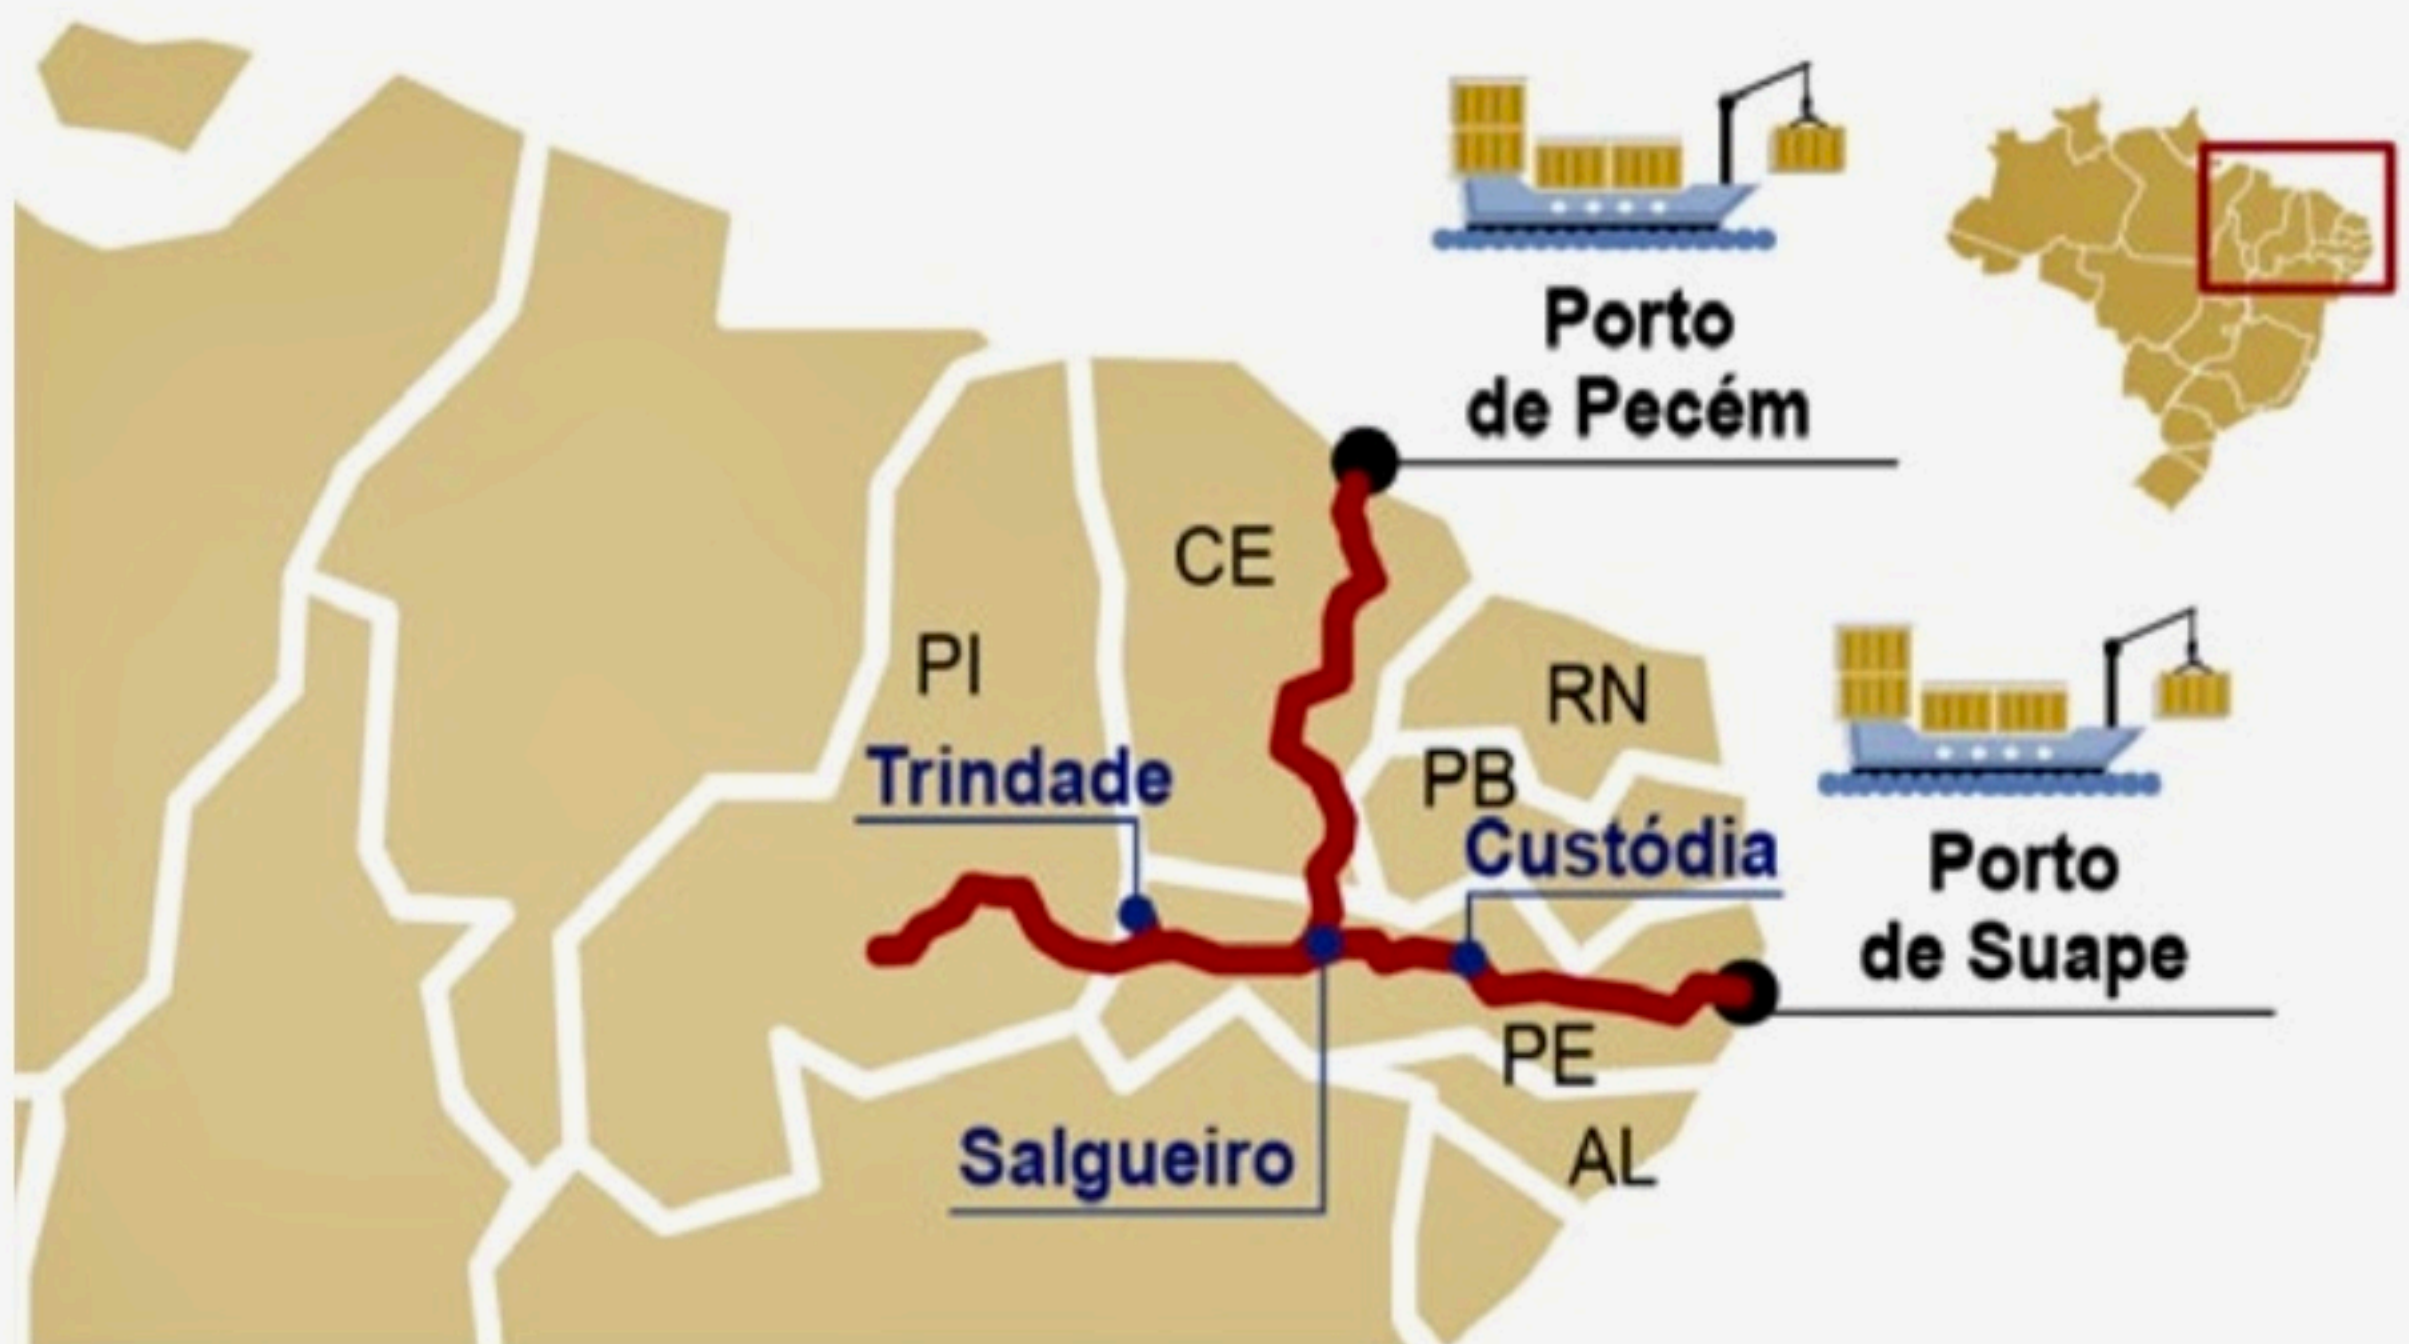 Porto
de Pecém
CE
PI
RN
Trindade
PB
Custódia
Porto
de Suape
PE
Salgueiro
AL